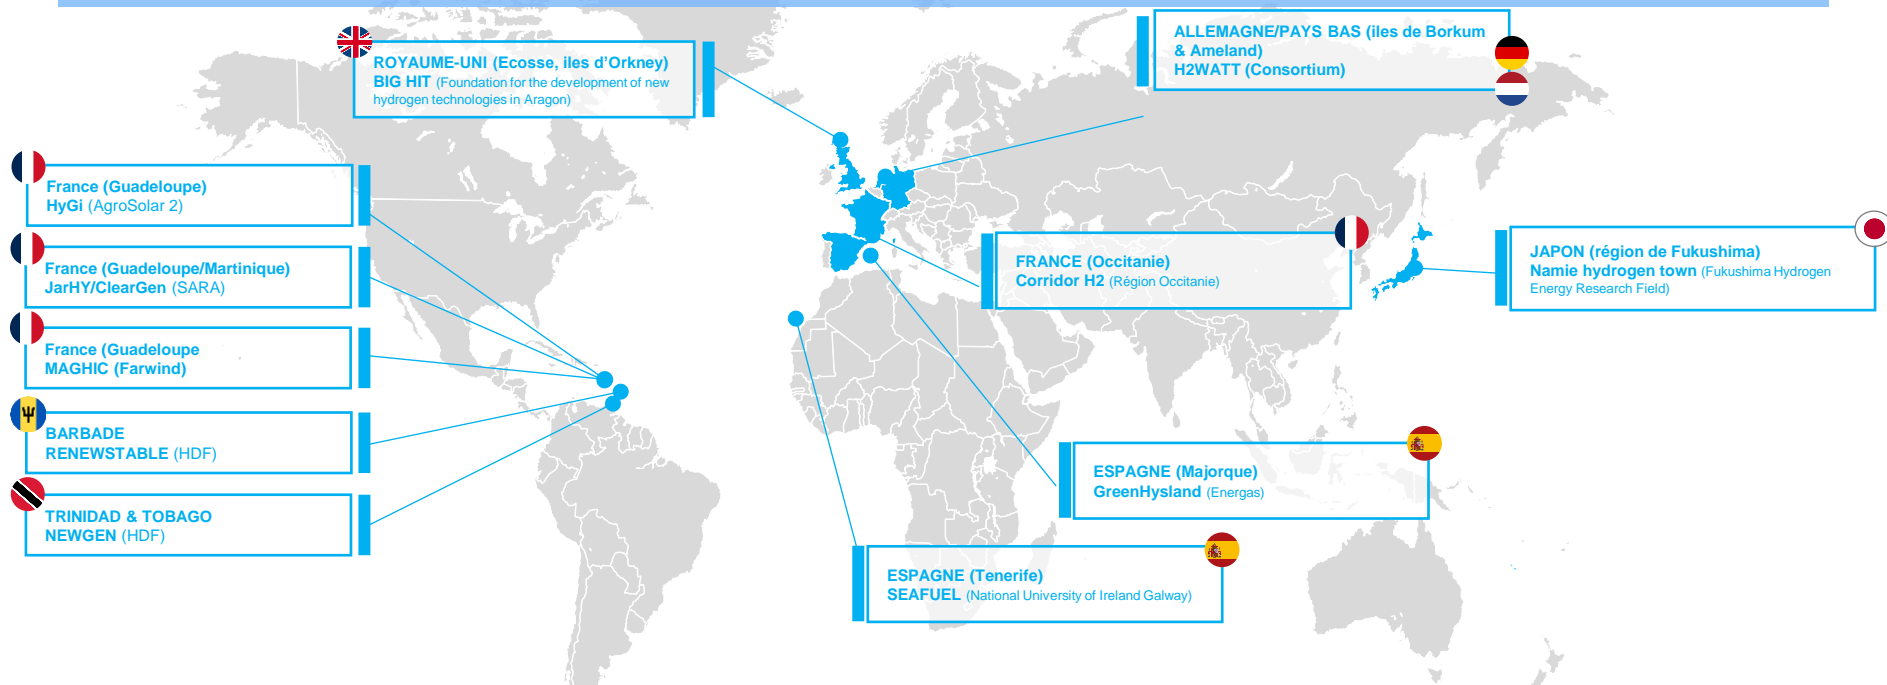 ROYAUME-UNI (Ecosse, iles d'Orkney)
BIG HIT (Foundation for the development of new
hydrogen technologies in Aragon)
ALLEMAGNE/PAYS BAS (iles de Borkum
& Ameland)
H2WATT (Consortium)
France (Guadeloupe)
HyGi (AgroSolar 2)
France (Guadeloupe/Martinique)
JarHY/ClearGen (SARA)
France (Guadeloupe
MAGHIC (Farwind)
BARBADE
RENEWSTABLE (HDF)
TRINIDAD & TOBAGO
NEWGEN (HDF)
FRANCE (Occitanie)
Corridor H2 (Région Occitanie)
JAPON (région de Fukushima)
Namie hydrogen town (Fukushima Hydrogen
Energy Research Field)
ESPAGNE (Majorque)
GreenHysland (Energas)
ESPAGNE (Tenerife)
SEAFUEL (National University of Ireland Galway)